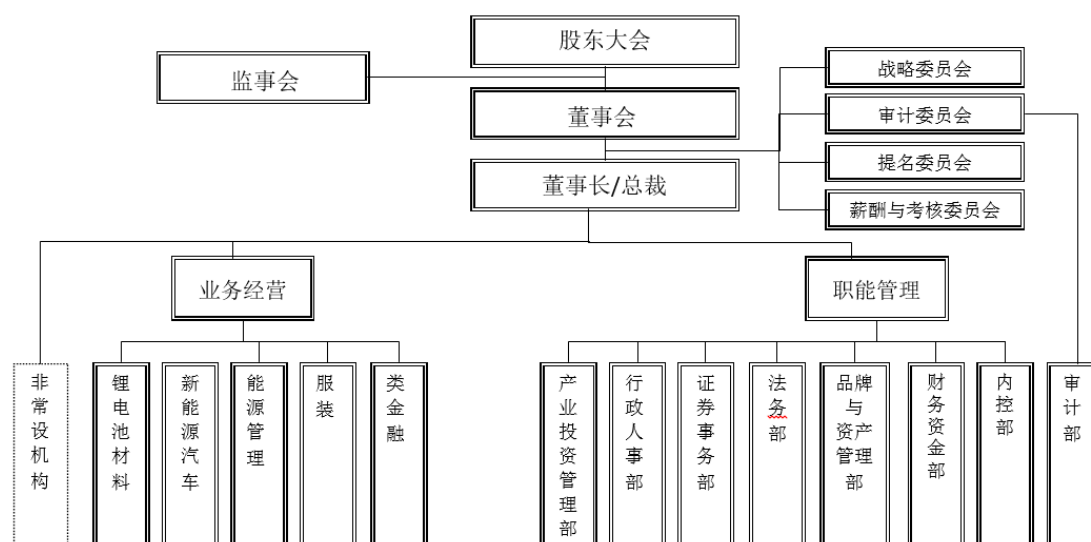 股东大会
监事会
战略委员会
董事会
审计委员会
提名委员会
董事长/总裁
薪酬与考核委员会
业务经营
职能管理
非常设机构
锂电池材料
新能源汽车
能源管理
服装
类金融
产业投资管理部
行政人事部
证券事务部
法务部
品牌
与
资产
管理
部
财务资金部
内控部
审计部